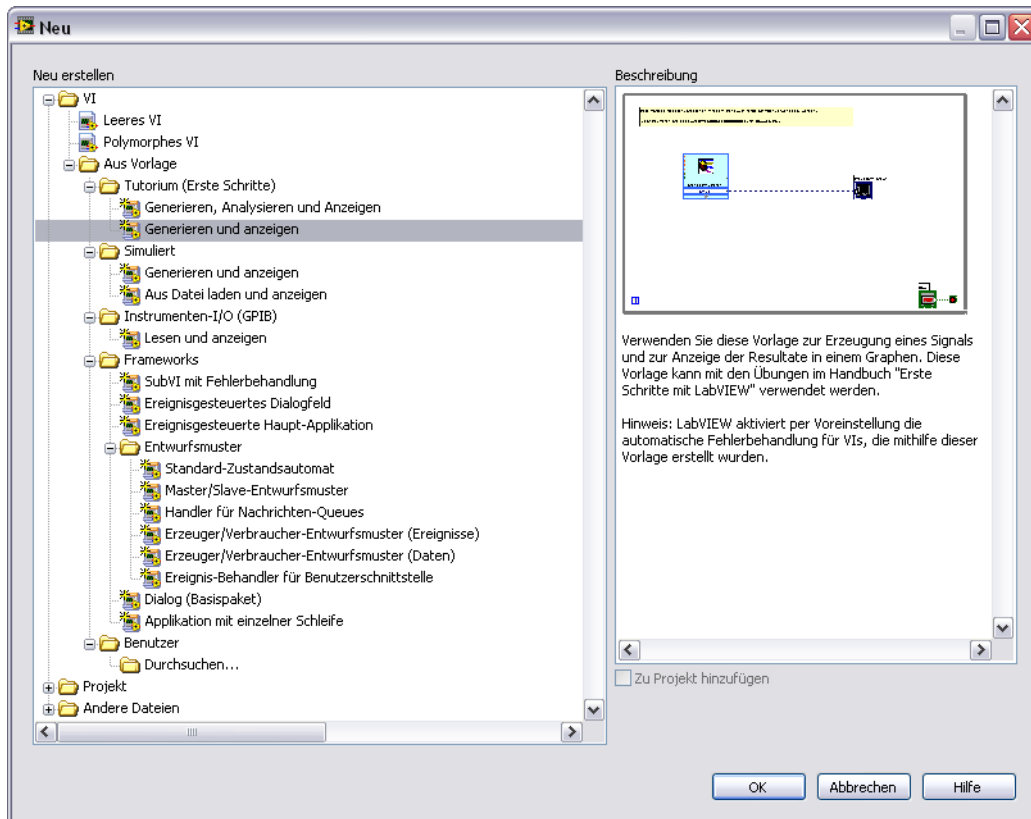 Neu
Neu erstellen
VI
Leeres VI
Polymorphes VI
Aus Vorlage
Tutorium (Erste Schritte)
Generieren, Analysieren und Anzeigen
Generieren und anzeigen
Simuliert
Generieren und anzeigen
Aus Datei laden und anzeigen
Instrumenten-I/O (GPIB)
Lesen und anzeigen
Frameworks
SubVI mit Fehlerbehandlung
Ereignisgesteuertes Dialogfeld
Ereignisgesteuerte Haupt-Applikation
Entwurfsmuster
Standard-Zustandsautomat
Master/Slave-Entwurfsmuster
Handler für Nachrichten-Queues
Erzeuger/Verbraucher-Entwurfsmuster (Ereignisse)
Erzeuger/Verbraucher-Entwurfsmuster (Daten)
Ereignis-Behandler für Benutzerschnittstelle
Dialog (Basispaket)
Applikation mit einzelner Schleife
Benutzer
Durchsuchen...
Projekt
Andere Dateien
Beschreibung
Verwenden Sie diese Vorlage zur Erzeugung eines Signals
und zur Anzeige der Resultate in einem Graphen. Diese
Vorlage kann mit den Übungen im Handbuch "Erste
Schritte mit LabVIEW" verwendet werden.
Hinweis: LabVIEW aktiviert per Voreinstellung die
automatische Fehlerbehandlung für VIs, die mithilfe dieser
Vorlage erstellt wurden.
Zu Projekt hinzufügen
OK
Abbrechen
Hilfe